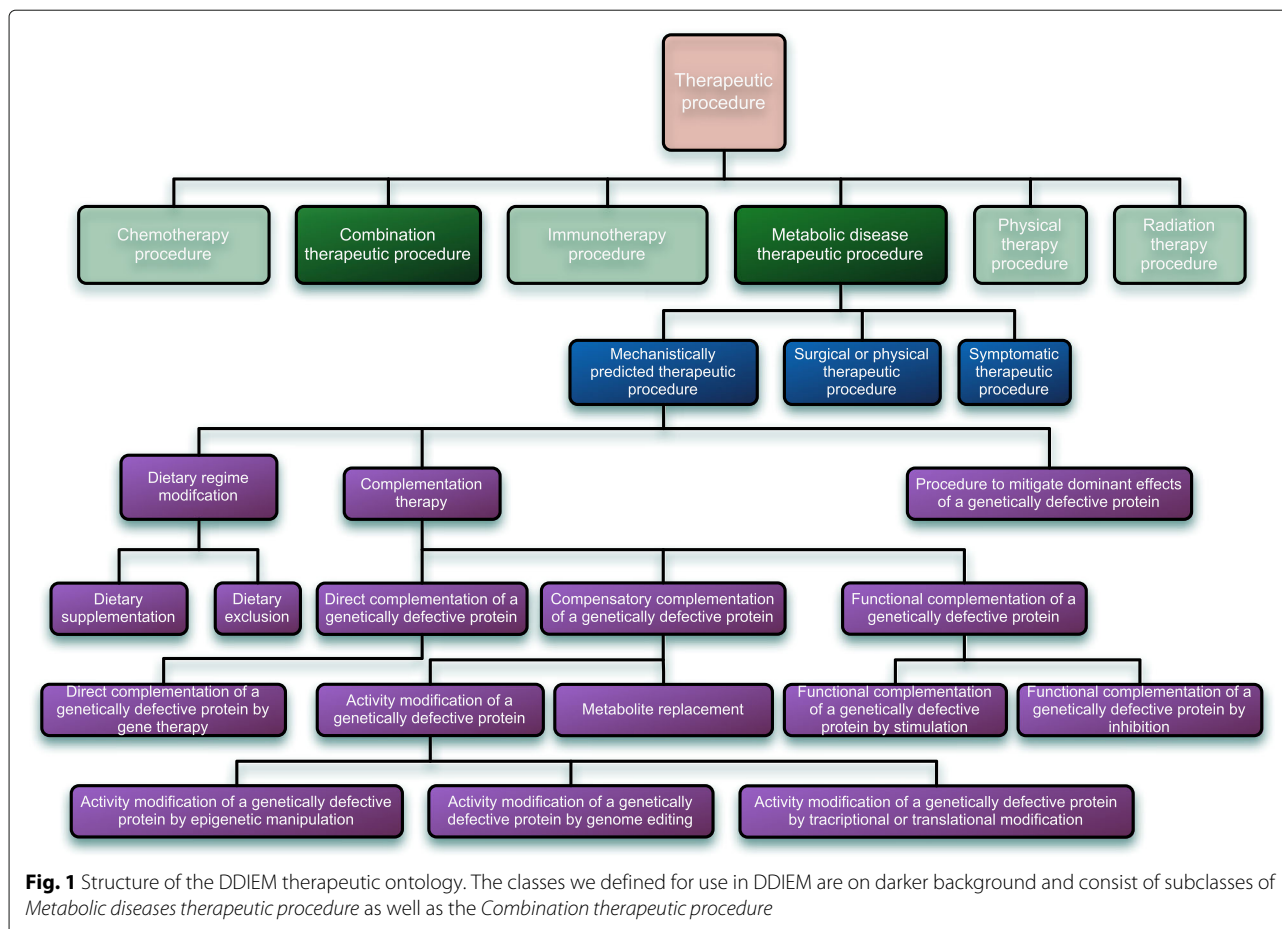 Therapeutic
procedure
Chemotherapy
procedure
Combination
therapeutic procedure
Immunotherapy
procedure
Metabolic disease
therapeutic procedure
Physical
therapy
procedure
Radiation
therapy
procedure
Mechanistically
predicted therapeutic
procedure
Surgical or physical
therapeutic
procedure
Symptomatic
therapeutic
procedure
Dietary regime
modifcation
Complementation
therapy
Procedure to mitigate dominant effects
of a genetically defective protein
Dietary
supplementation
Dietary
exclusion
Direct complementation of a
genetically defective protein
Compensatory complementation
of a genetically defective protein
Functional complementation of a
genetically defective protein
Direct complementation of a
genetically defective protein by
gene therapy
Activity modification of a
genetically defective protein
Metabolite replacement
Functional complementation
of a genetically defective
protein by stimulation
Functional complementation of a
genetically defective protein by
inhibition
Activity modification of a genetically defective
protein by epigenetic manipulation
Activity modification of a genetically
defective protein by genome editing
Activity modification of a genetically defective protein
by tracriptional or translational modification
Fig. 1 Structure of the DDIEM therapeutic ontology. The classes we defined for use in DDIEM are on darker background and consist of subclasses of
Metabolic diseases therapeutic procedure as well as the Combination therapeutic procedure